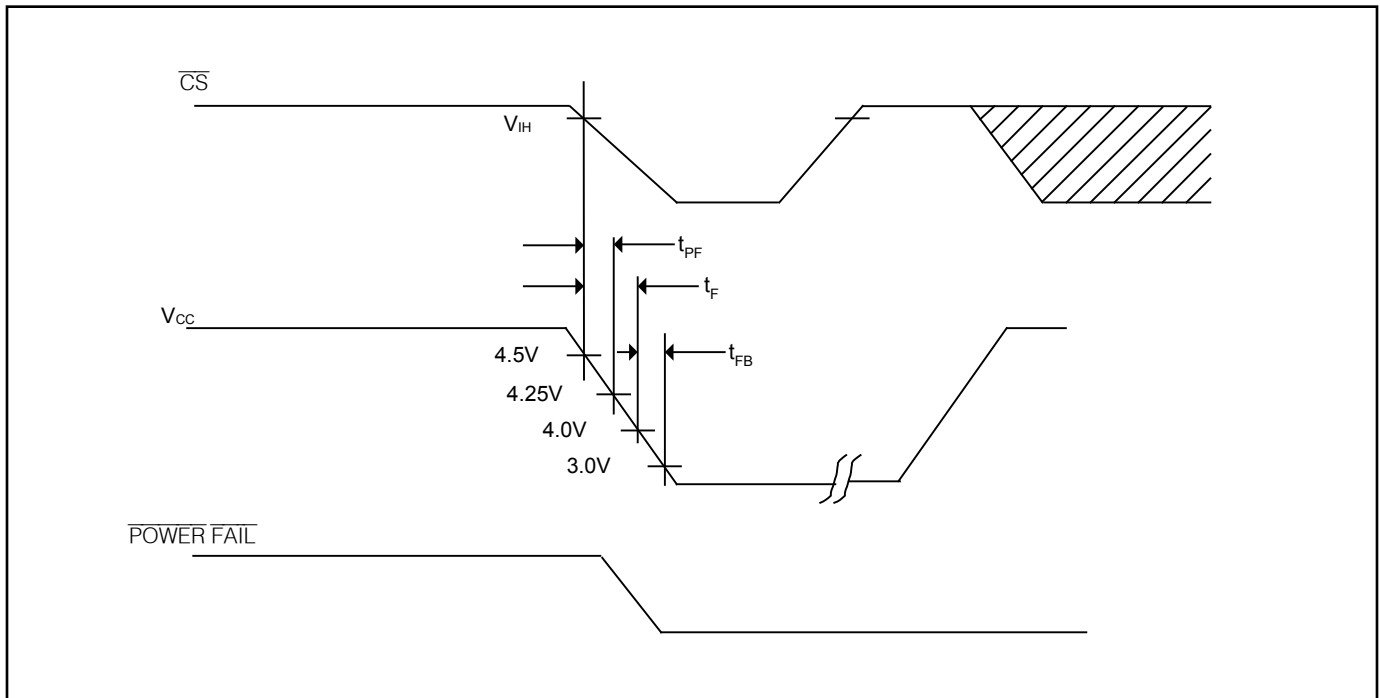 CS
VIH
tPF
tF
VCC
tFB
4.5V
4.25V
4.0V
3.0V
POWER FAIL